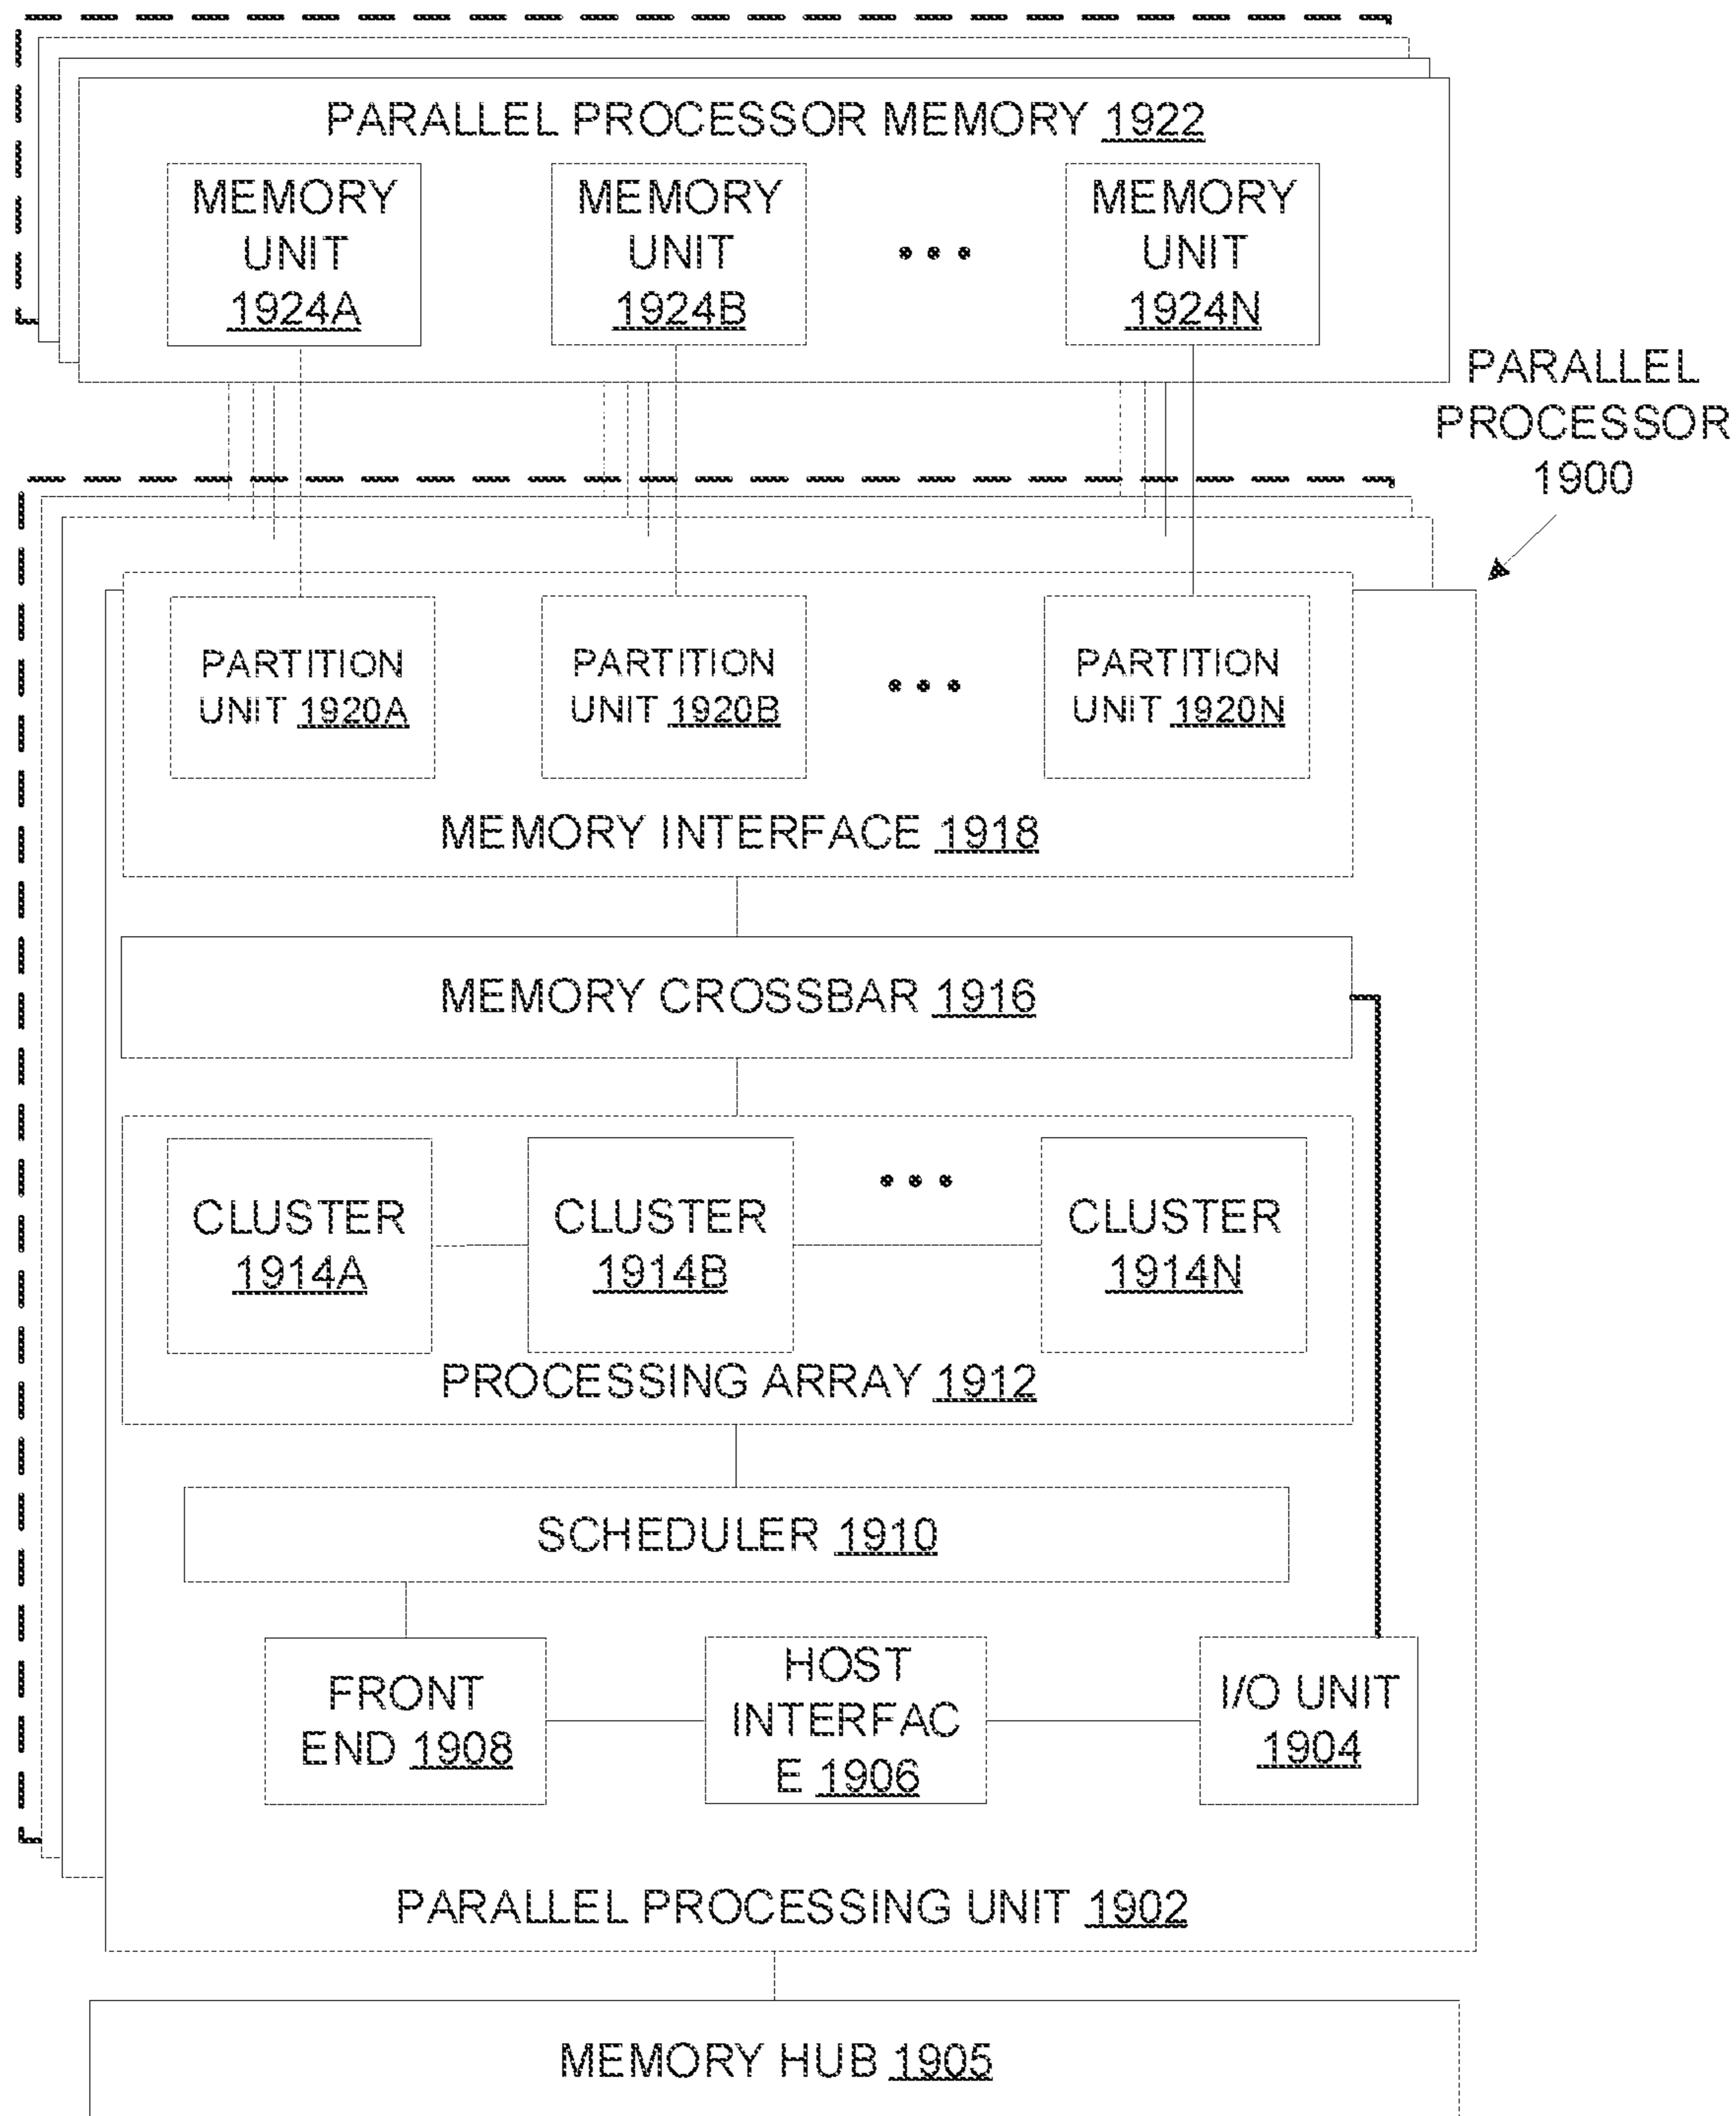 PARALLEL PROCESSOR MEMORY 1922
MEMORY
UNIT
1924A
MEMORY
UNIT
1924B
MEMORY
UNIT
1924N
PARALLEL
PROCESSOR
1900
PARTITION
UNIT 1920A
PARTITION
UNIT 1920B
PARTITION
UNIT 1920N
MEMORY INTERFACE 1918
MEMORY CROSSBAR 1916
CLUSTER
1914A
CLUSTER
1914B
CLUSTER
1914N
PROCESSING ARRAY 1912
SCHEDULER 1910
FRONT
END 1908
HOST
INTERFAC
E 1906
I/O UNIT
1904
PARALLEL PROCESSING UNIT 1902
MEMORY HUB 1905